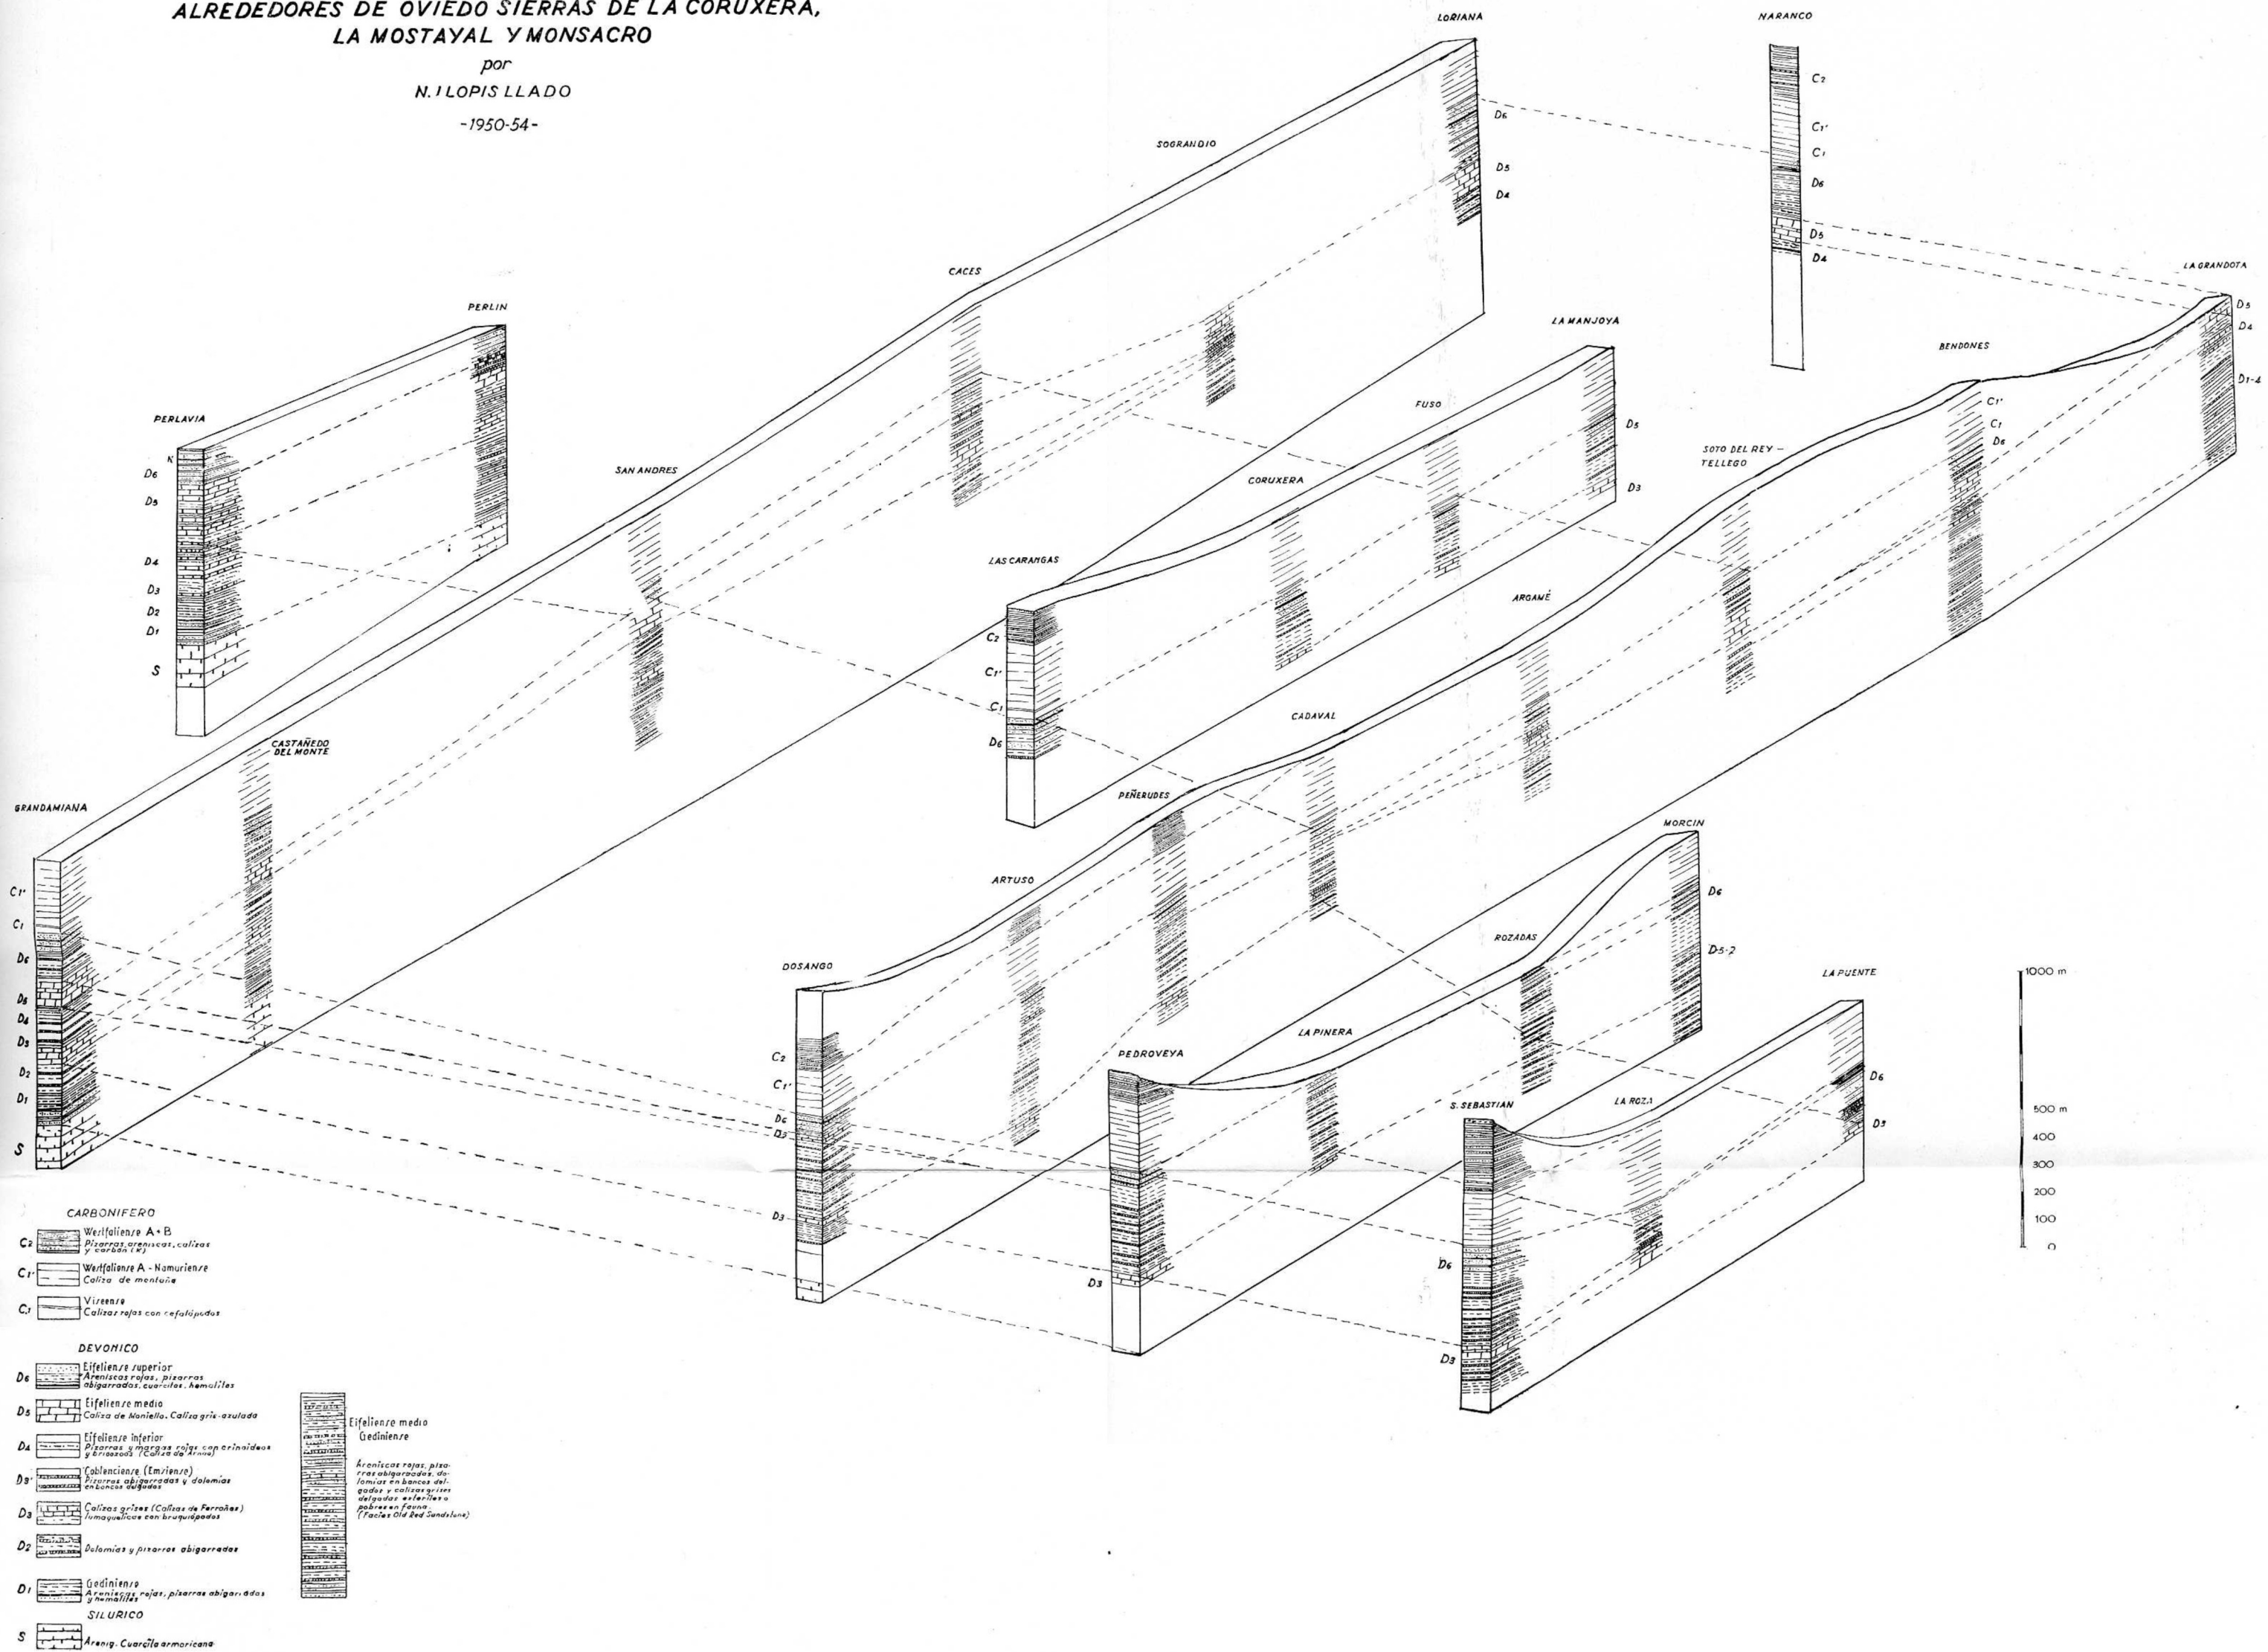 ALREDEDORES DE OVIEDO SIERRAS DE LA CORUXERA,
LA MOSTAYAL Y MONSACRO
por
N. LLOPIS LLADO
-1950-54-
LORIANA
D6
D5
D4
NARANCO
C2
C1'
C1
D6
D5
D4
SOGRANDIO
CACES
SAN ANDRES
CASTAÑEDO
DEL MONTE
PERLIN
PERLAVIA
K
D6
D5
D4
D3
D2
D1
S
GRANDAMIANA
C1'
C1
D6
D5
D4
D3
D2
D1
S
LA MANJOYA
D5
D3
FUSO
CORUXERA
LAS CARANGAS
C2
C1'
C1
D6
LA GRANDOTA
D5
D4
D1-4
BENDONES
C1'
C1
D6
SOTO DEL REY -
TELLEGO
ARGAMÉ
CADAVAL
PEÑERUDES
ARTUSO
DOSANGO
C2
C1'
D6
D5
D3
MORCIN
D6
D5-2
ROZADAS
LA PINERA
PEDROVEYA
D3
LA PUENTE
D6
D3
LA ROZA
S. SEBASTIAN
D6
D3
1000 m
500 m
400
300
200
100
0
CARBONIFERO
C2 Westfaliense A + B
Pizarras, areniscas, calizas
y carbón (K)
C1' Westfaliense A - Namuriense
Caliza de montaña
C1 Viseense
Calizas rojas con cefalópodos
DEVONICO
D6 Eifeliense superior
Areniscas rojas, pizarras
abigarradas, cuarcitas, hematites
D5 Eifeliense medio
Caliza de Moniello. Caliza gris-azulada
D4 Eifeliense inferior
Pizarras y margas rojas con crinoideos
y briozoos (Caliza de Arnao)
D3' Coblenciense (Emsiense)
Pizarras abigarradas y dolomias
en bancos delgados
D3 Calizas grises (Calizas de Ferroñes)
lumaquelicas con braquiópodos
D2 Dolomias y pizarras abigarradas
D1 Gediniense
Areniscas rojas, pizarras abigarradas
y hematites
SILURICO
S Arenig. Cuarcita armoricana
Eifeliense medio
Gediniense
Areniscas rojas, piza-
rras abigarradas, do-
lomias en bancos del-
gados y calizas grises
delgadas esteriles o
pobres en fauna
(Facies Old Red Sandstone)